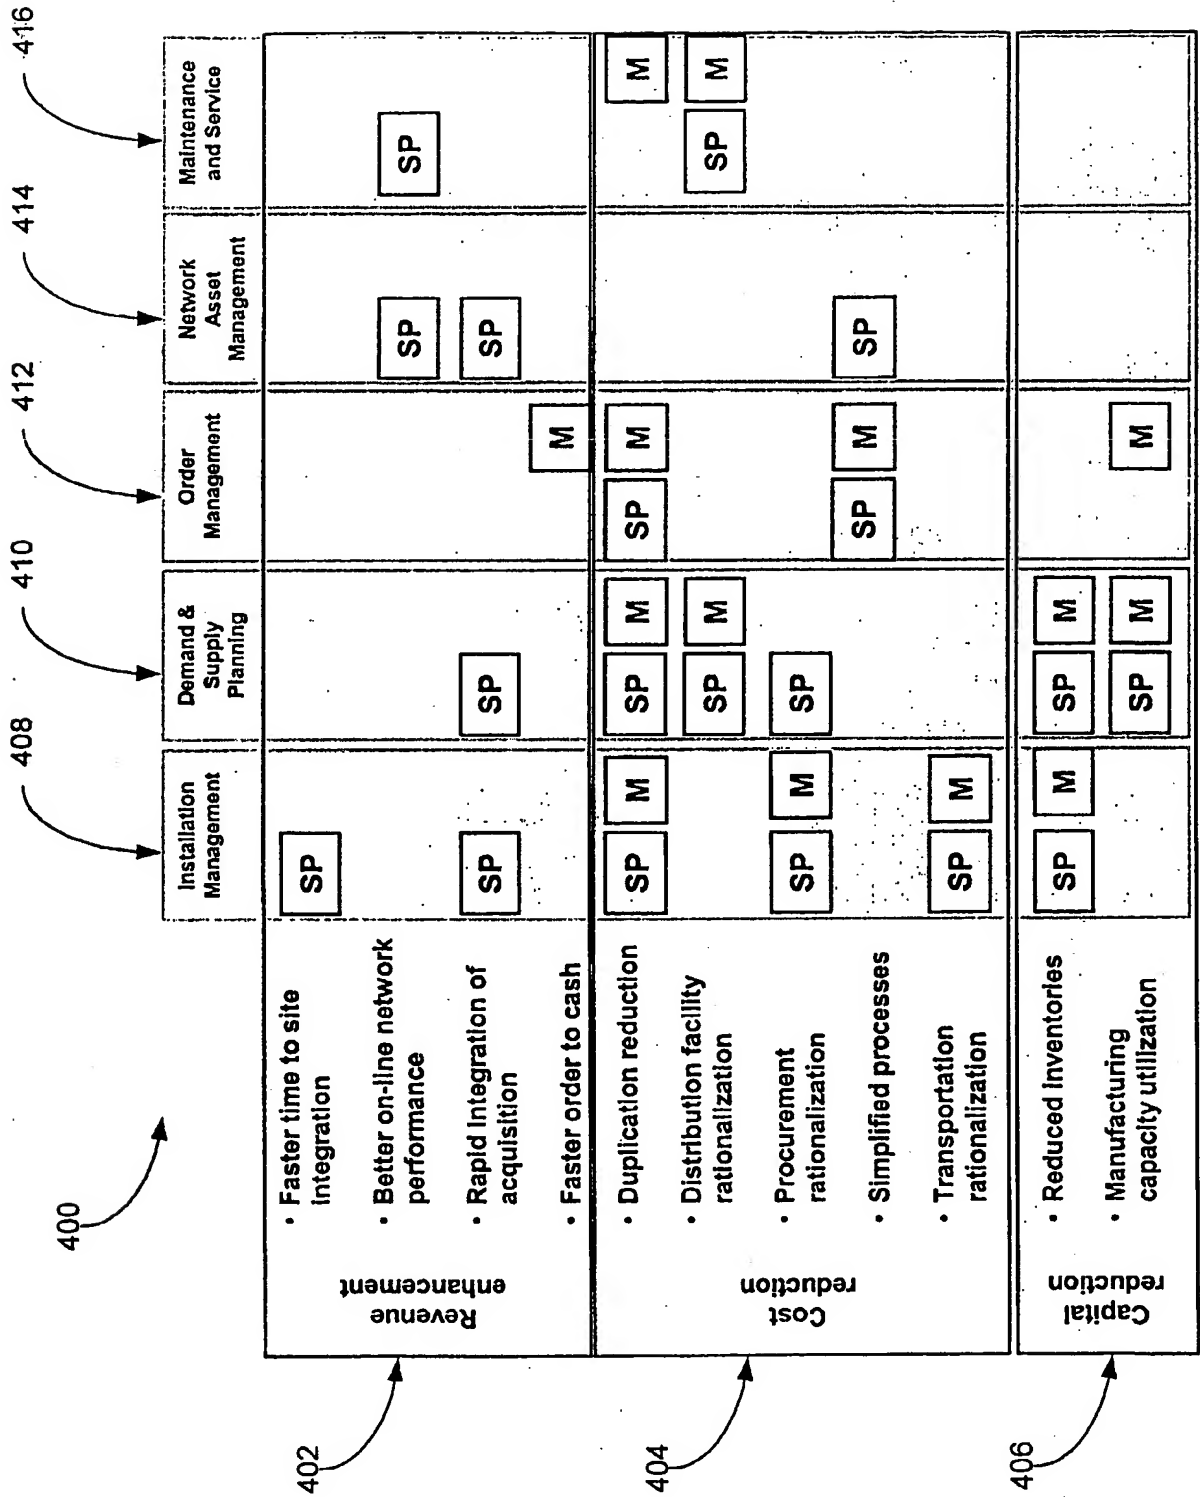 400
408
410
412
414
416
Installation
Management
Demand &
Supply
Planning
Order
Management
Network
Asset
Management
Maintenance
and Service
402
Revenue
enhancement
• Faster time to site
integration
SP
• Better on-line network
performance
SP
SP
• Rapid integration of
acquisition
SP
SP
SP
• Faster order to cash
M
404
Cost
reduction
• Duplication reduction
SP M
SP M
SP M
M
• Distribution facility
rationalization
SP M
SP M
• Procurement
rationalization
SP M
SP
• Simplified processes
SP M
SP
• Transportation
rationalization
SP M
406
Capital
reduction
• Reduced Inventories
SP M
SP M
• Manufacturing
capacity utilization
SP M
M